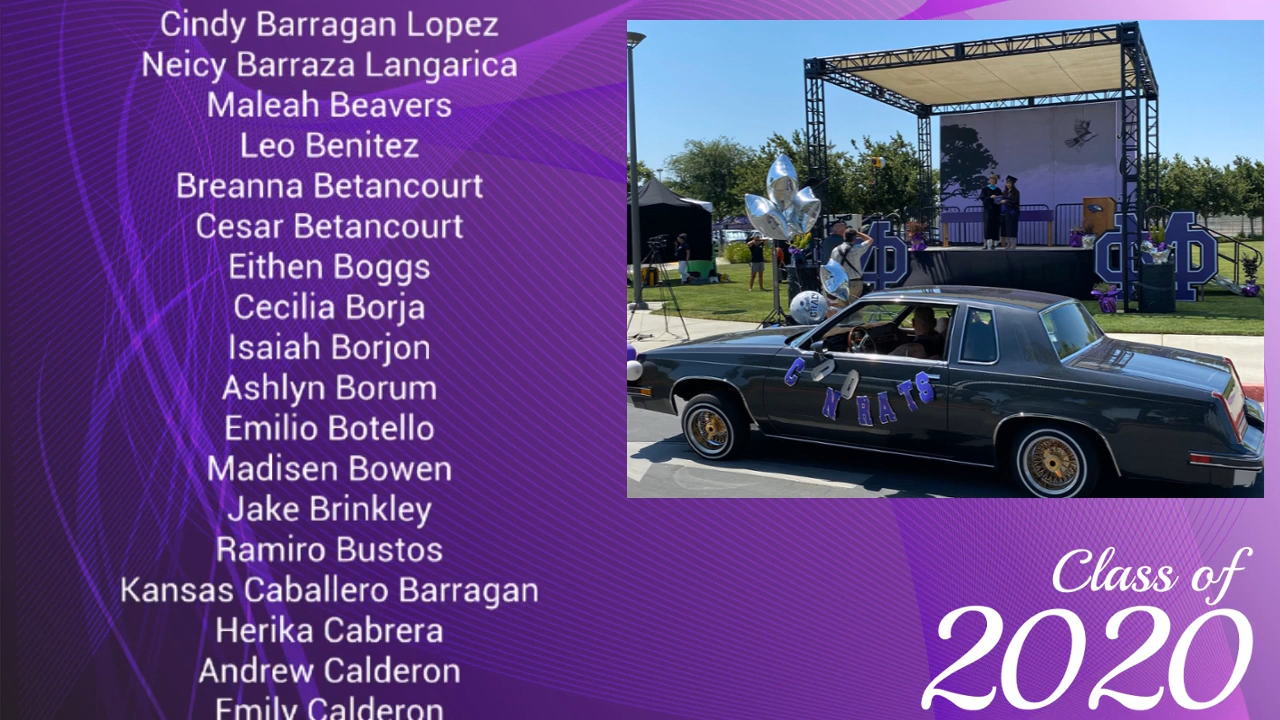 Cindy Barragan Lopez
Neicy Barraza Langarica
Maleah Beavers
Leo Benitez
Breanna Betancourt
Cesar Betancourt
Eithen Boggs
Cecilia Borja
Isaiah Borjon
Ashlyn Borum
Emilio Botello
Madisen Bowen
Jake Brinkley
Ramiro Bustos
Kansas Caballero Barragan
Herika Cabrera
Andrew Calderon
Emily Calderon
CONGRATS
Class of
2020